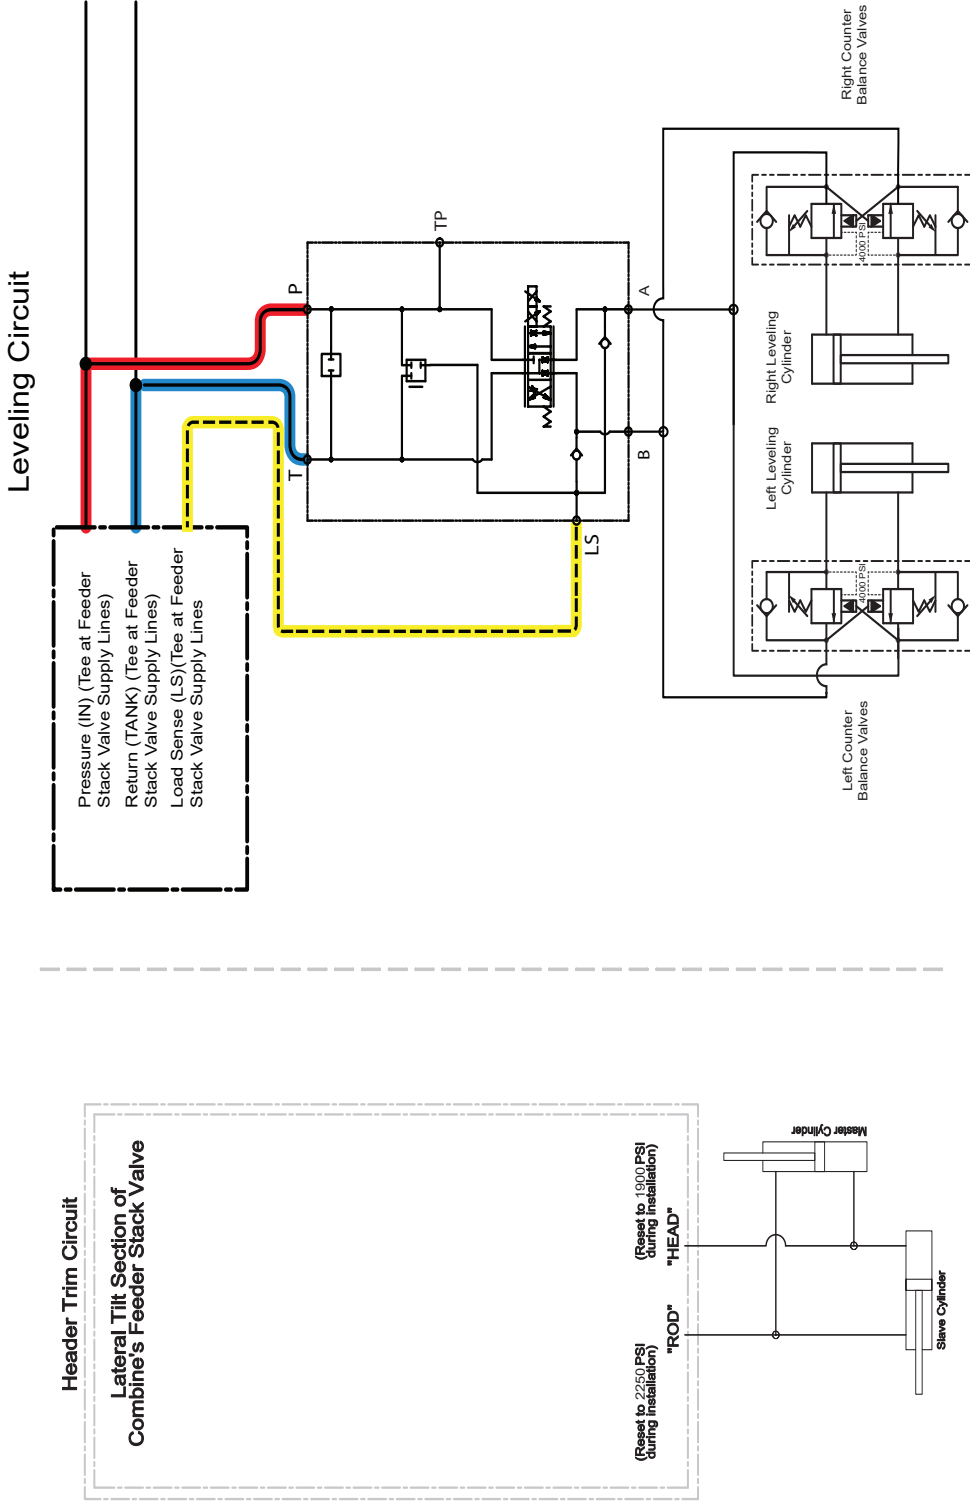 Header Trim Circuit
Lateral Tilt Section of
Combine's Feeder Stack Valve
(Reset to 2250 PSI
during installation)
"ROD"
(Reset to 1900 PSI
during installation)
"HEAD"
Master Cylinder
Slave Cylinder
Leveling Circuit
Pressure (IN) (Tee at Feeder
Stack Valve Supply Lines)
Return (TANK) (Tee at Feeder
Stack Valve Supply Lines)
Load Sense (LS)(Tee at Feeder
Stack Valve Supply Lines
T
P
TP
LS
B
A
Left Counter
Balance Valves
4000 PSI
Left Leveling
Cylinder
Right Leveling
Cylinder
4000 PSI
Right Counter
Balance Valves